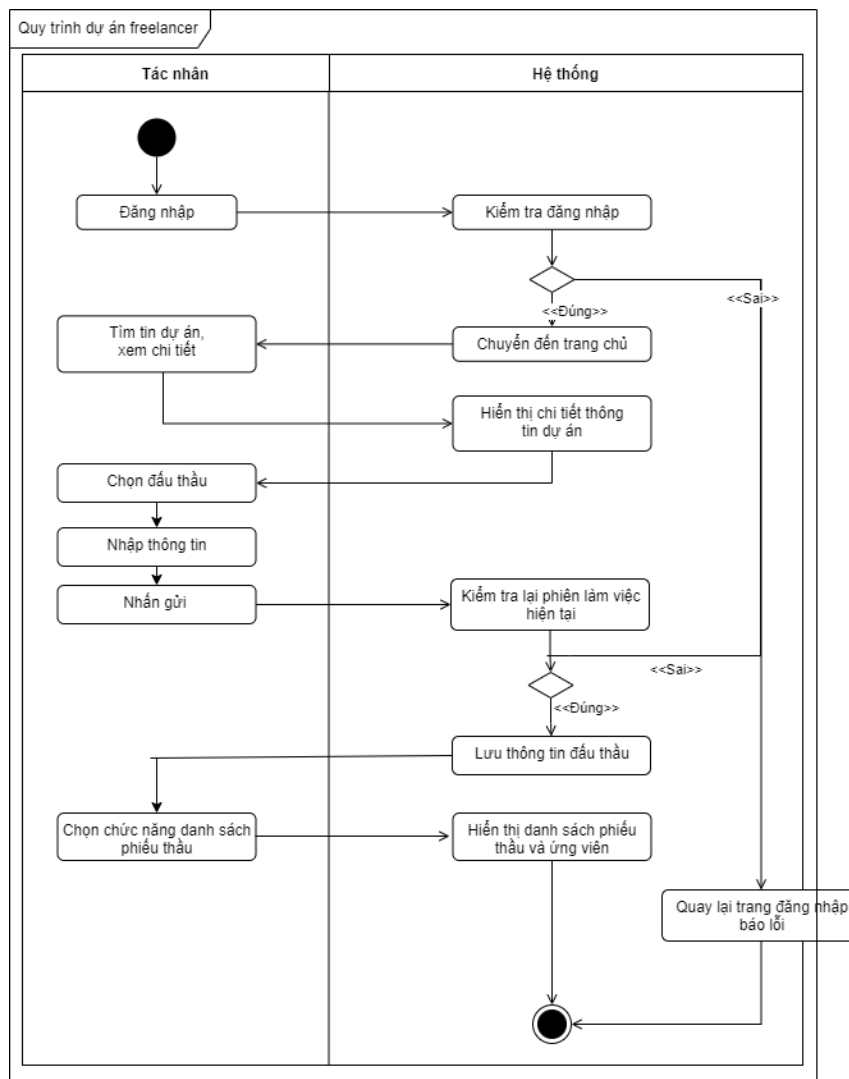 Quy trình dự án freelancer
Tác nhân
Hệ thống
Đăng nhập
Kiểm tra đăng nhập
<<Sai>>
<<Đúng>>
Tìm tin dự án,
xem chi tiết
Chuyển đến trang chủ
Hiển thị chi tiết thông
tin dự án
Chọn đấu thầu
Nhập thông tin
Nhấn gửi
Kiểm tra lại phiên làm việc
hiện tại
<<Sai>>
<<Đúng>>
Lưu thông tin đấu thầu
Chọn chức năng danh sách
phiếu thầu
Hiển thị danh sách phiếu
thầu và ứng viên
Quay lại trang đăng nhập
báo lỗi